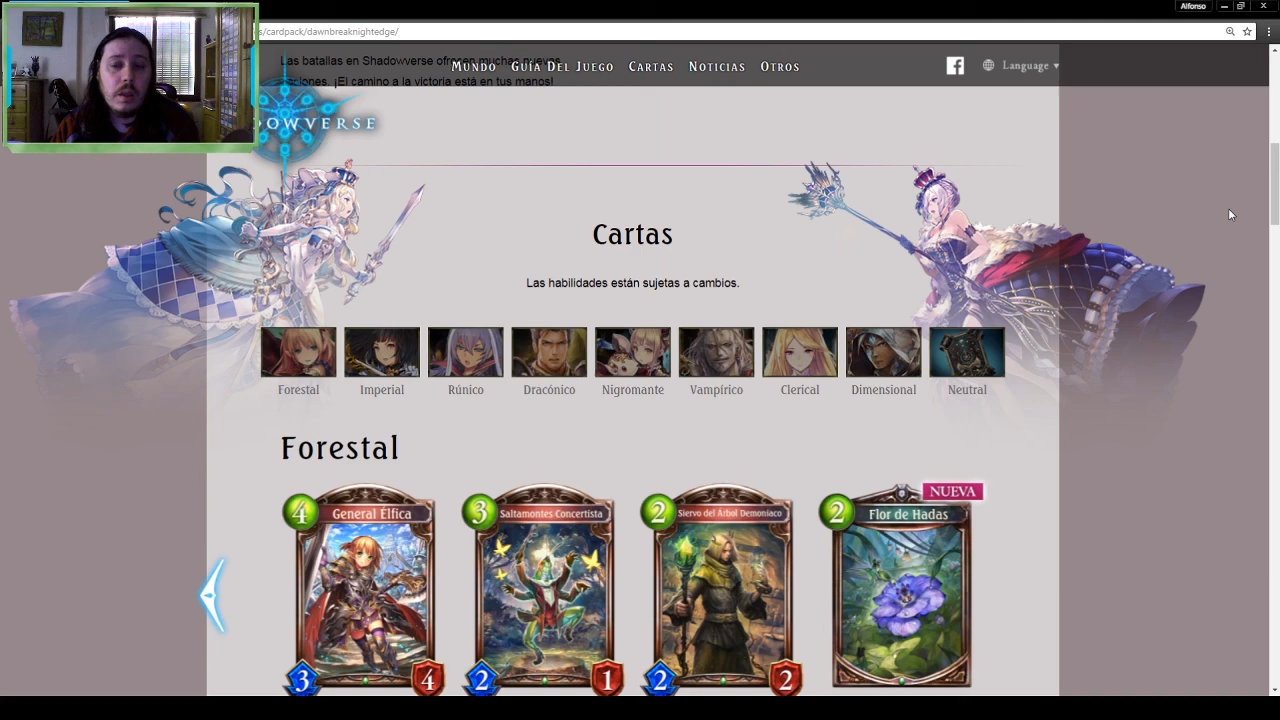 Alfonso
s/cardpack/dawnbreaknightedge/
Las batallas en Shadowverse ofrecen muchas nuevas
Mundo Guía Del Juego Cartas Noticias Otros
Language
ciones. ¡El camino a la victoria está en tus manos!
OWVERSE
Cartas
Las habilidades están sujetas a cambios.
Forestal Imperial Rúnico Dracónico Nigromante Vampírico Clerical Dimensional Neutral
Forestal
NUEVA
4 General Élfica
3 Saltamontes Concertista
2 Siervo del Árbol Demoníaco
2 Flor de Hadas
3 4
2 1
2 2